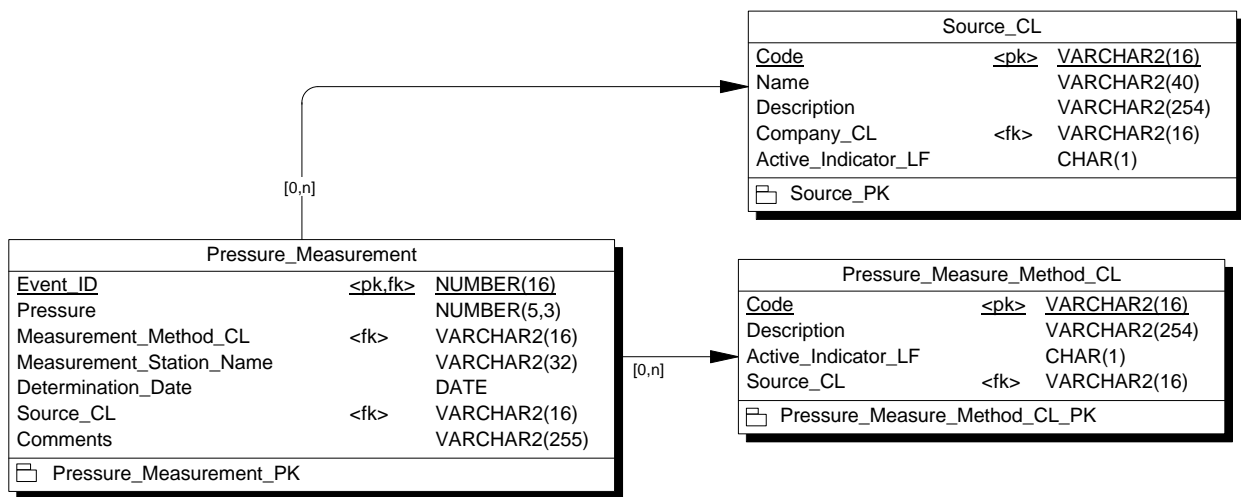 Source_CL
Code <pk> VARCHAR2(16)
Name VARCHAR2(40)
Description VARCHAR2(254)
Company_CL <fk> VARCHAR2(16)
Active_Indicator_LF CHAR(1)
Source_PK
[0,n]
Pressure_Measurement
Event_ID <pk,fk> NUMBER(16)
Pressure NUMBER(5,3)
Measurement_Method_CL <fk> VARCHAR2(16)
Measurement_Station_Name VARCHAR2(32)
Determination_Date DATE
Source_CL <fk> VARCHAR2(16)
Comments VARCHAR2(255)
Pressure_Measurement_PK
[0,n]
Pressure_Measure_Method_CL
Code <pk> VARCHAR2(16)
Description VARCHAR2(254)
Active_Indicator_LF CHAR(1)
Source_CL <fk> VARCHAR2(16)
Pressure_Measure_Method_CL_PK